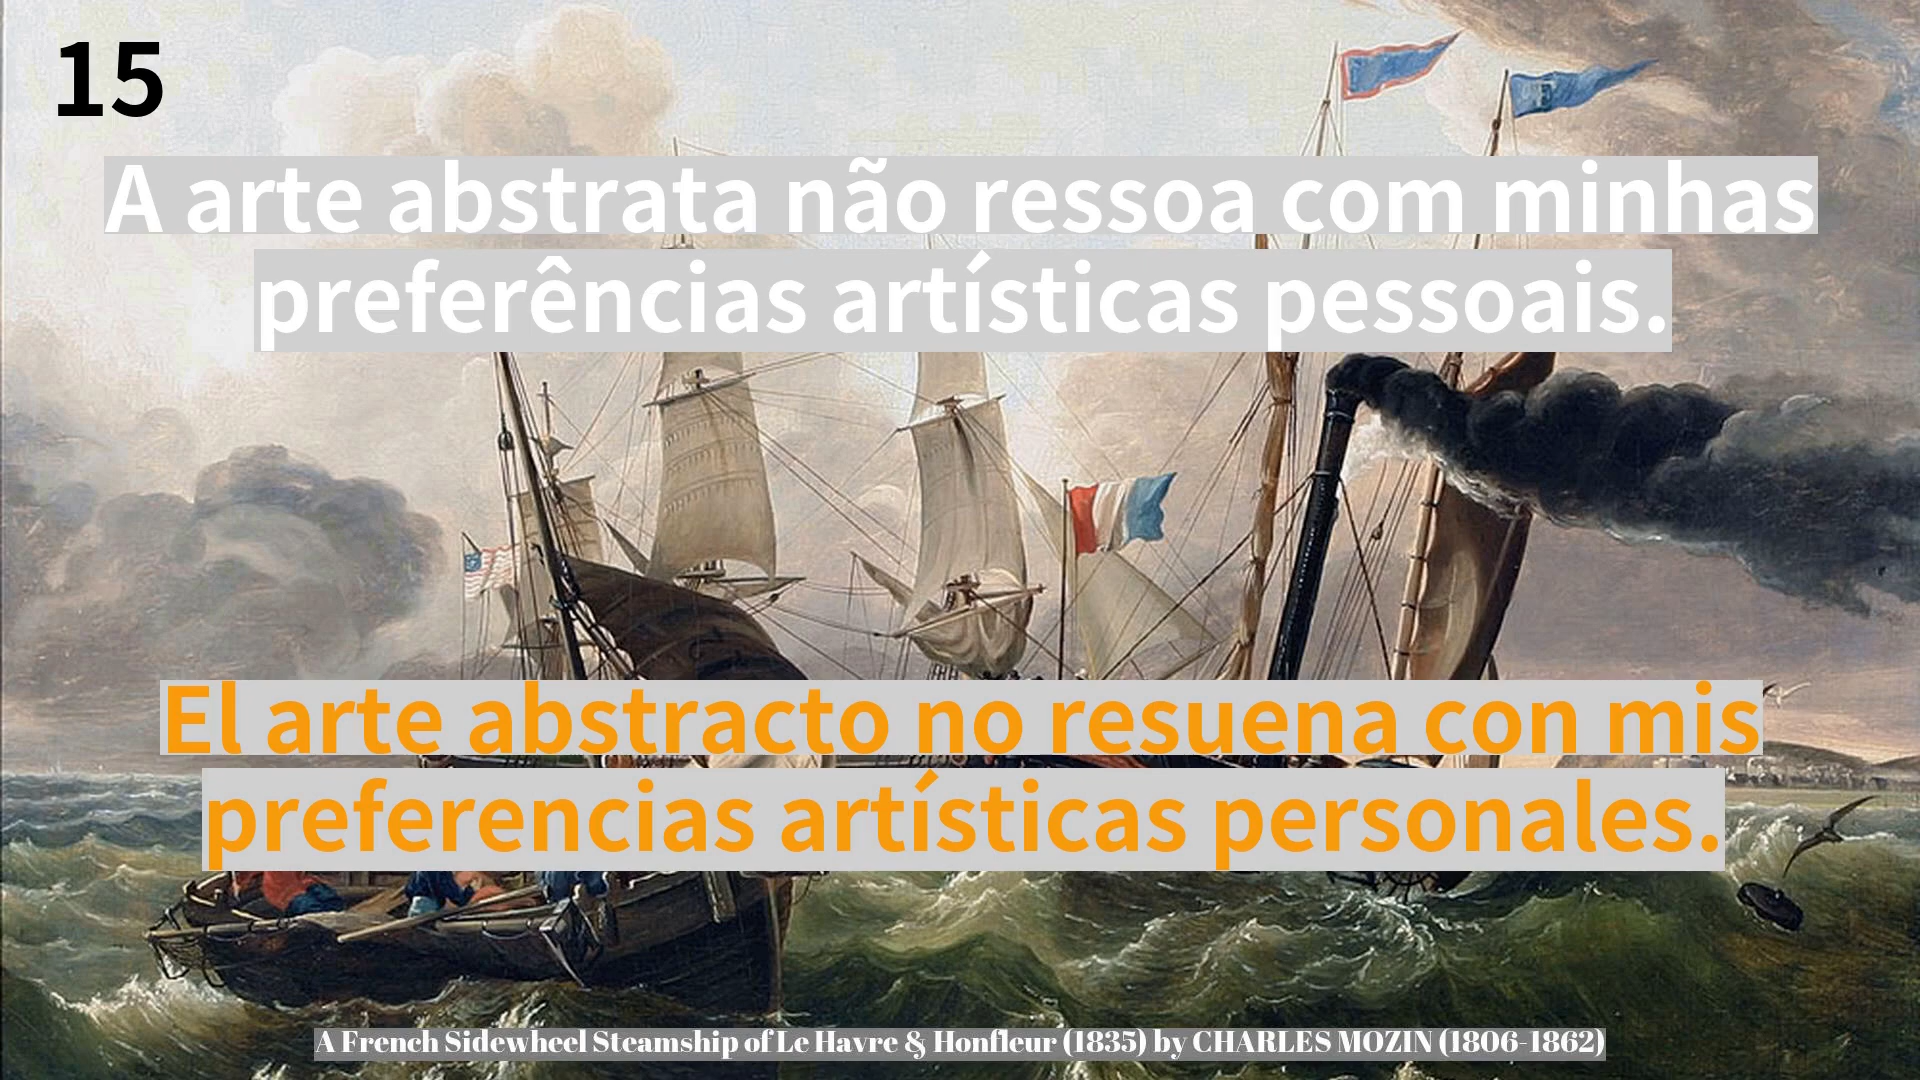 15
A arte abstrata não ressoa com minhas
preferências artísticas pessoais.
El arte abstracto no resuena con mis
preferencias artísticas personales.
A French Sidewheel Steamship of Le Havre & Honfleur (1835) by CHARLES MOZIN (1806-1862)